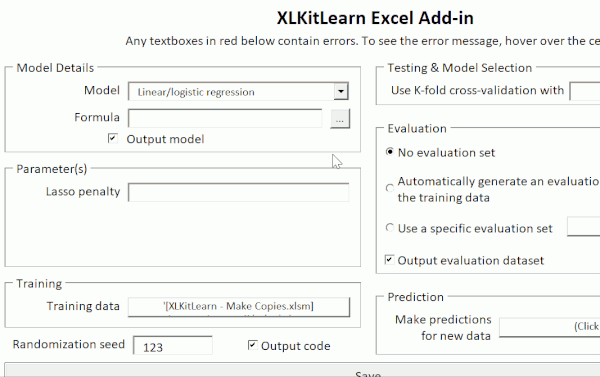 XLKitLearn Excel Add-in
Any textboxes in red below contain errors. To see the error message, hover over the ce
Model Details
Model
Linear/logistic regression
Formula
...
Output model
Parameter(s)
Lasso penalty
Training
Training data
'[XLKitLearn - Make Copies.xlsm]
Randomization seed
123
Output code
Testing & Model Selection
Use K-fold cross-validation with
Evaluation
No evaluation set
Automatically generate an evaluation
the training data
Use a specific evaluation set
Output evaluation dataset
Prediction
Make predictions
for new data
(Click
Save